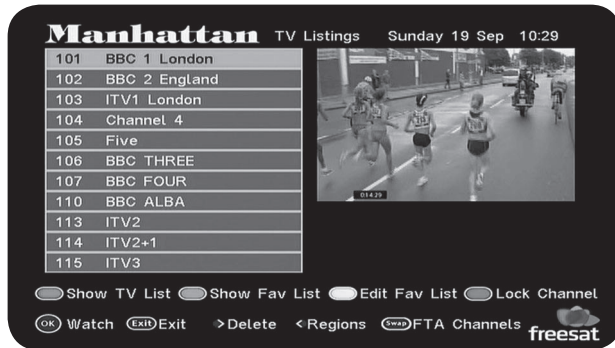 Manhattan TV Listings Sunday 19 Sep 10:29
101 BBC 1 London
102 BBC 2 England
103 ITV1 London
104 Channel 4
105 Five
106 BBC THREE
107 BBC FOUR
110 BBC ALBA
113 ITV2
114 ITV2+1
115 ITV3
0:14:29
Show TV List Show Fav List Edit Fav List Lock Channel
OK Watch Exit Exit >Delete <Regions Swap FTA Channels
freesat